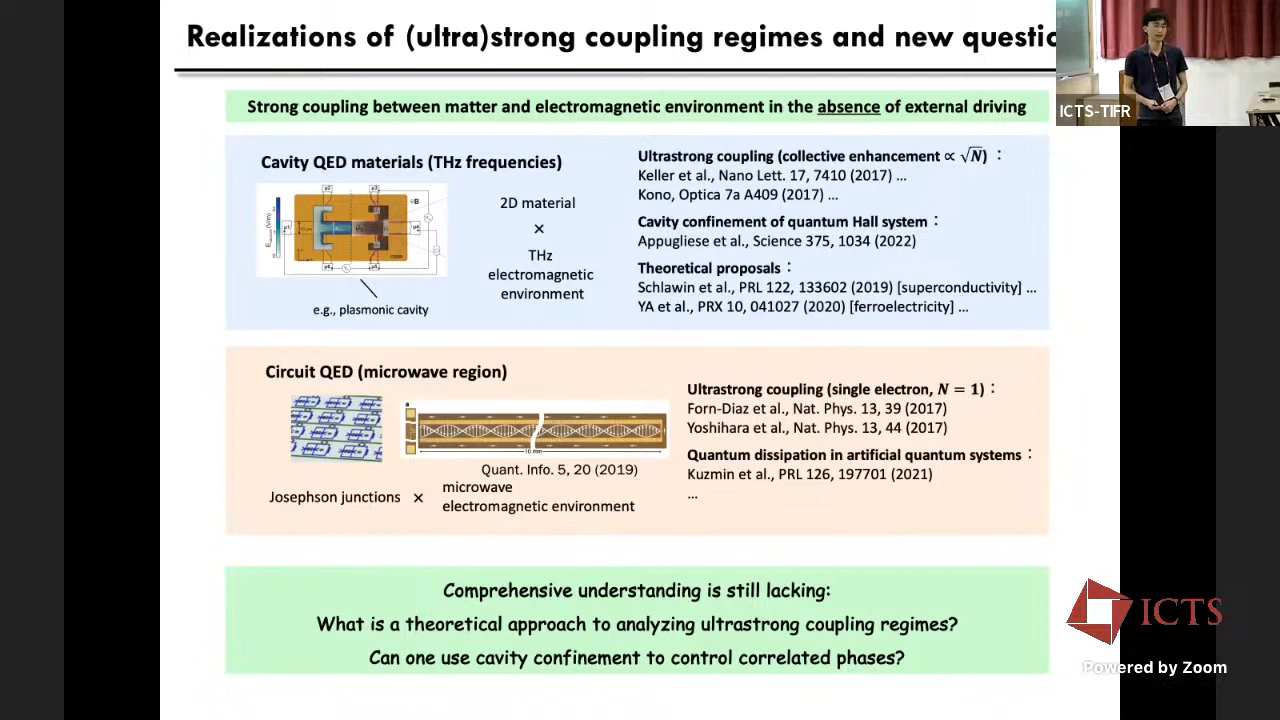 Realizations of (ultra)strong coupling regimes and new questio
ICTS-TIFR
Strong coupling between matter and electromagnetic environment in the absence of external driving
Cavity QED materials (THz frequencies)
2D material
×
THz
electromagnetic
environment
e.g., plasmonic cavity
Ultrastrong coupling (collective enhancement ∝ √N) :
Keller et al., Nano Lett. 17, 7410 (2017) ...
Kono, Optica 7a A409 (2017) ...
Cavity confinement of quantum Hall system :
Appugliese et al., Science 375, 1034 (2022)
Theoretical proposals :
Schlawin et al., PRL 122, 133602 (2019) [superconductivity] ...
YA et al., PRX 10, 041027 (2020) [ferroelectricity] ...
Circuit QED (microwave region)
a
10 mm
Quant. Info. 5, 20 (2019)
Josephson junctions × microwave
electromagnetic environment
Ultrastrong coupling (single electron, N = 1) :
Forn-Diaz et al., Nat. Phys. 13, 39 (2017)
Yoshihara et al., Nat. Phys. 13, 44 (2017)
Quantum dissipation in artificial quantum systems :
Kuzmin et al., PRL 126, 197701 (2021)
...
Comprehensive understanding is still lacking:
What is a theoretical approach to analyzing ultrastrong coupling regimes?
Can one use cavity confinement to control correlated phases?
ICTS
Powered by Zoom